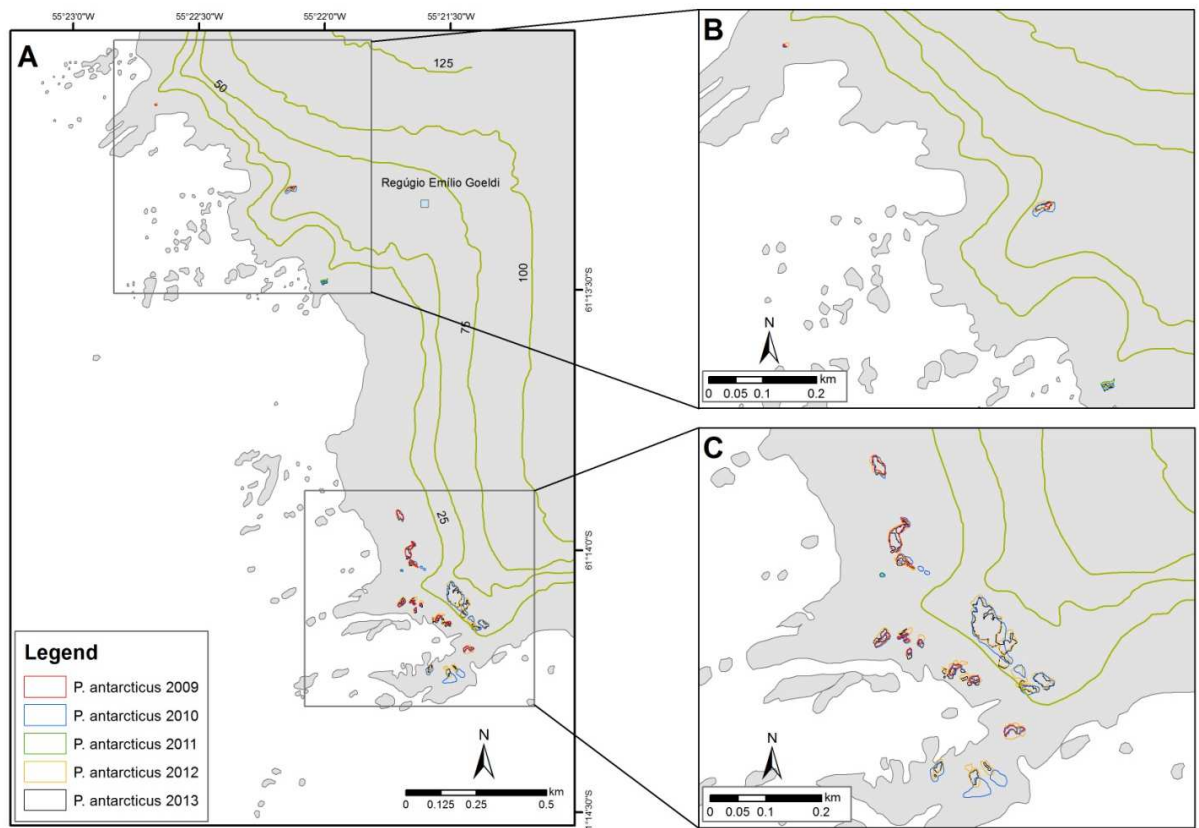 55°23'0"W
55°22'30"W
55°22'0"W
55°21'30"W
A
125
50
Regúgio Emílio Goeldi
61°13'30"S
100
75
25
61°14'0"S
Legend
P. antarcticus 2009
P. antarcticus 2010
P. antarcticus 2011
P. antarcticus 2012
P. antarcticus 2013
N
km
0 0.125 0.25 0.5
61°14'30"S
B
N
km
0 0.05 0.1 0.2
C
N
km
0 0.05 0.1 0.2